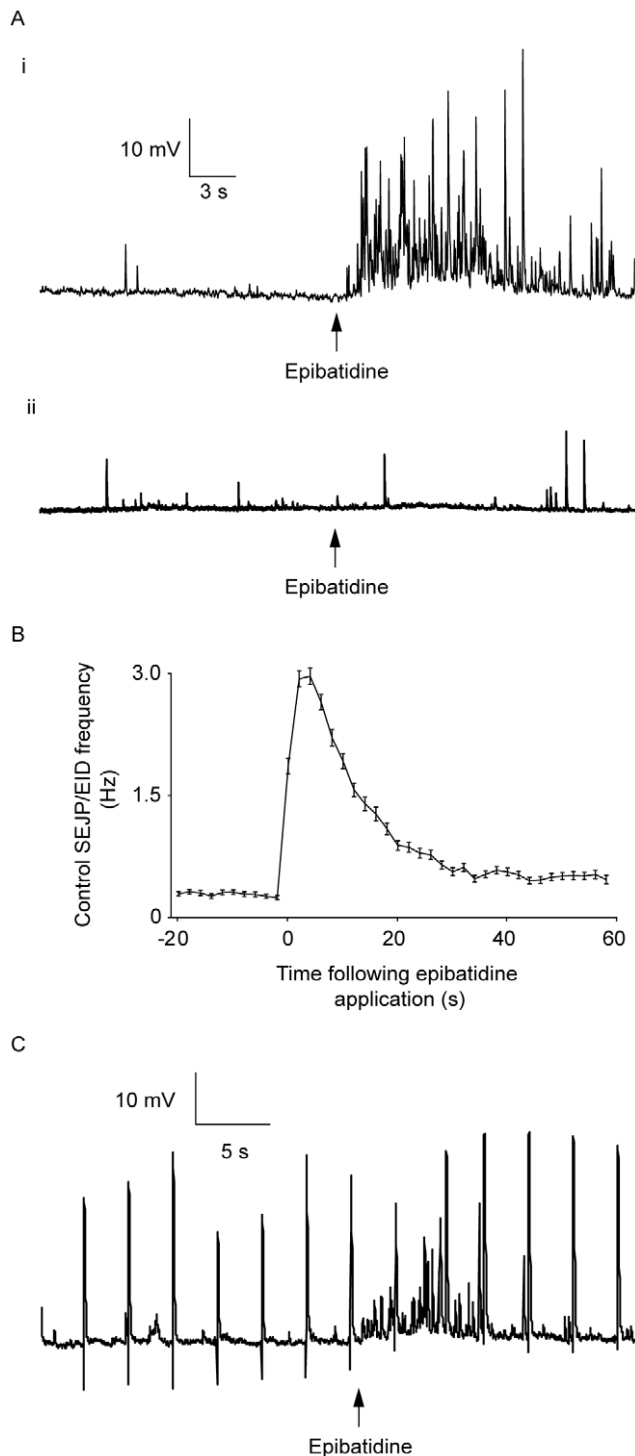 A
i
10 mV
3 s
Epibatidine
ii
Epibatidine
B
Control SEJP/EID frequency
(Hz)
3.0
1.5
0
-20
0
20
40
60
Time following epibatidine
application (s)
C
10 mV
5 s
Epibatidine